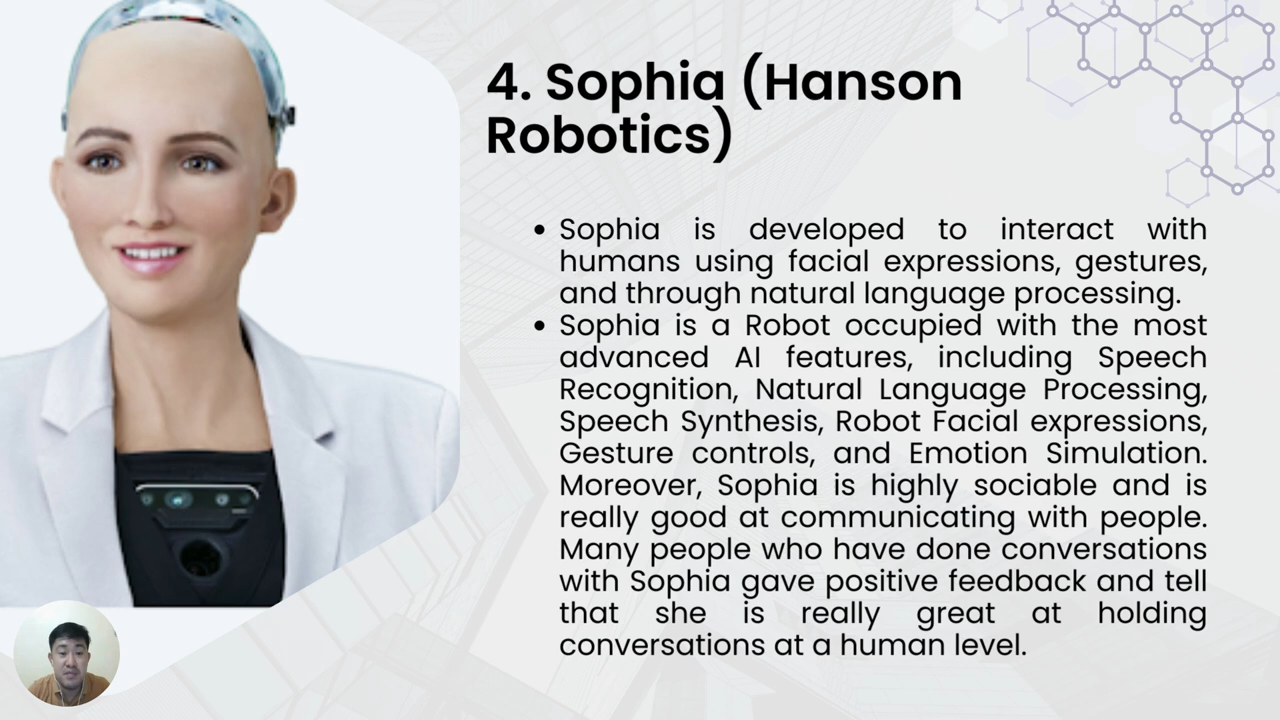 4. Sophia (Hanson
Robotics)
• Sophia is developed to interact with
humans using facial expressions, gestures,
and through natural language processing.
• Sophia is a Robot occupied with the most
advanced AI features, including Speech
Recognition, Natural Language Processing,
Speech Synthesis, Robot Facial expressions,
Gesture controls, and Emotion Simulation.
Moreover, Sophia is highly sociable and is
really good at communicating with people.
Many people who have done conversations
with Sophia gave positive feedback and tell
that she is really great at holding
conversations at a human level.